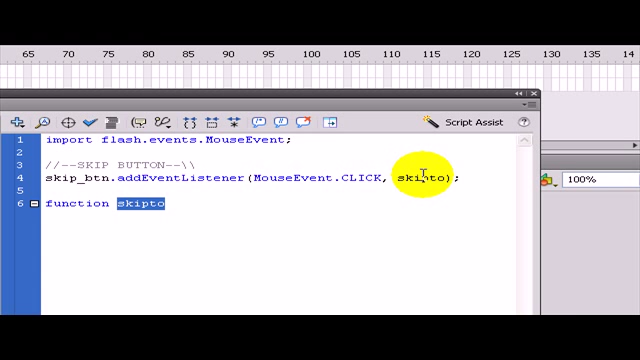 65 70 75 80 85 90 95 100 105 110 115 120 125 130 135 14
Script Assist
1 import flash.events.MouseEvent;
2
3 //--SKIP BUTTON--\\
4 skip_btn.addEventListener(MouseEvent.CLICK, skipto);
5
6 function skipto
100%